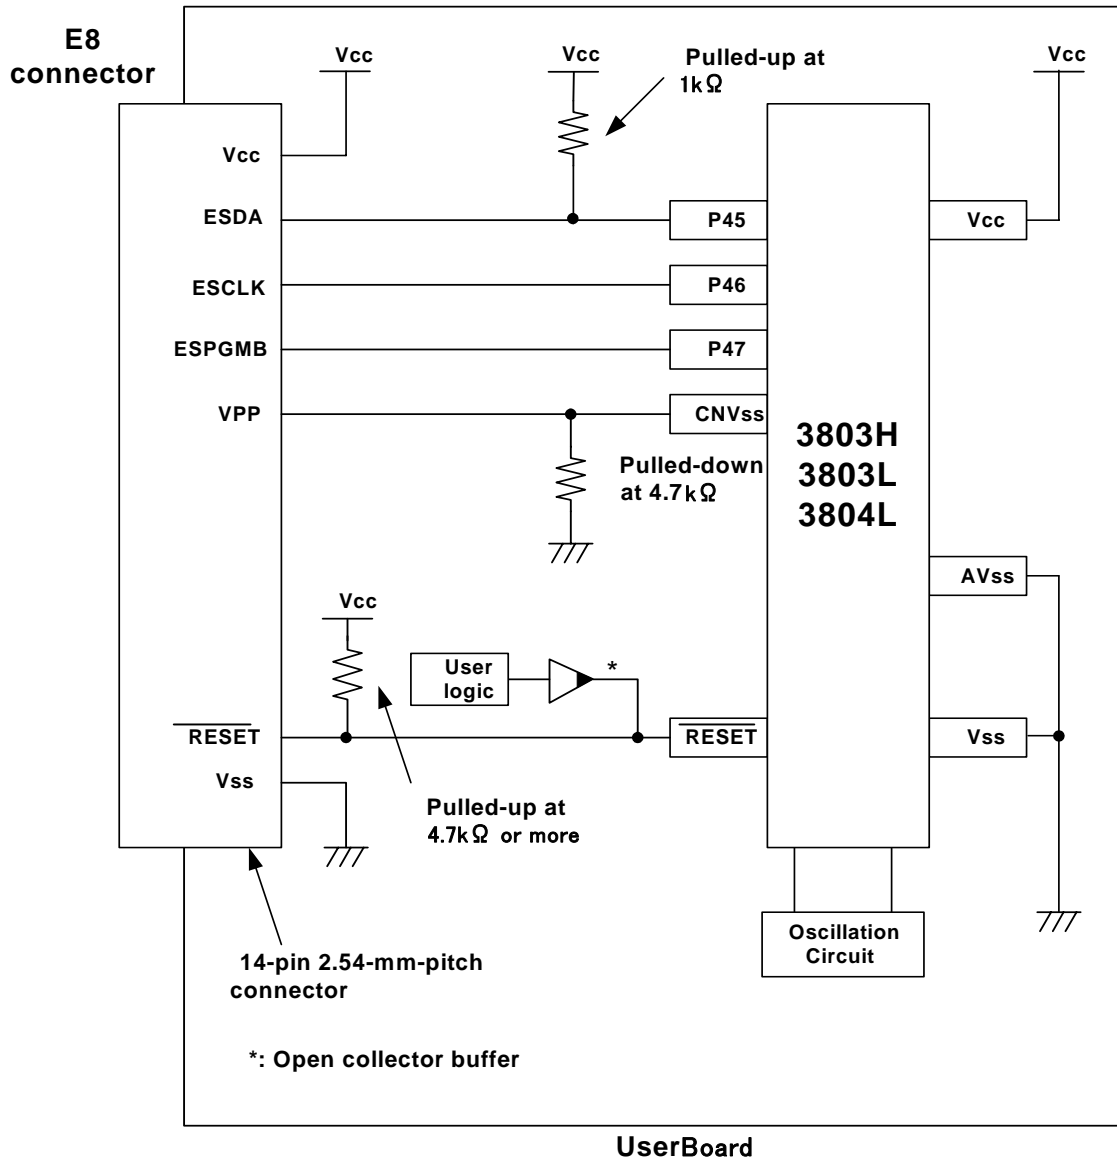 E8
connector
Vcc
Vcc
Pulled-up at
1kΩ
Vcc
Vcc
ESDA
P45
Vcc
ESCLK
P46
ESPGMB
P47
VPP
CNVss
3803H
3803L
3804L
Pulled-down
at 4.7kΩ
AVss
Vcc
User
logic
*
RESET
RESET
Vss
Vss
Pulled-up at
4.7kΩ or more
Oscillation
Circuit
14-pin 2.54-mm-pitch
connector
*: Open collector buffer
UserBoard